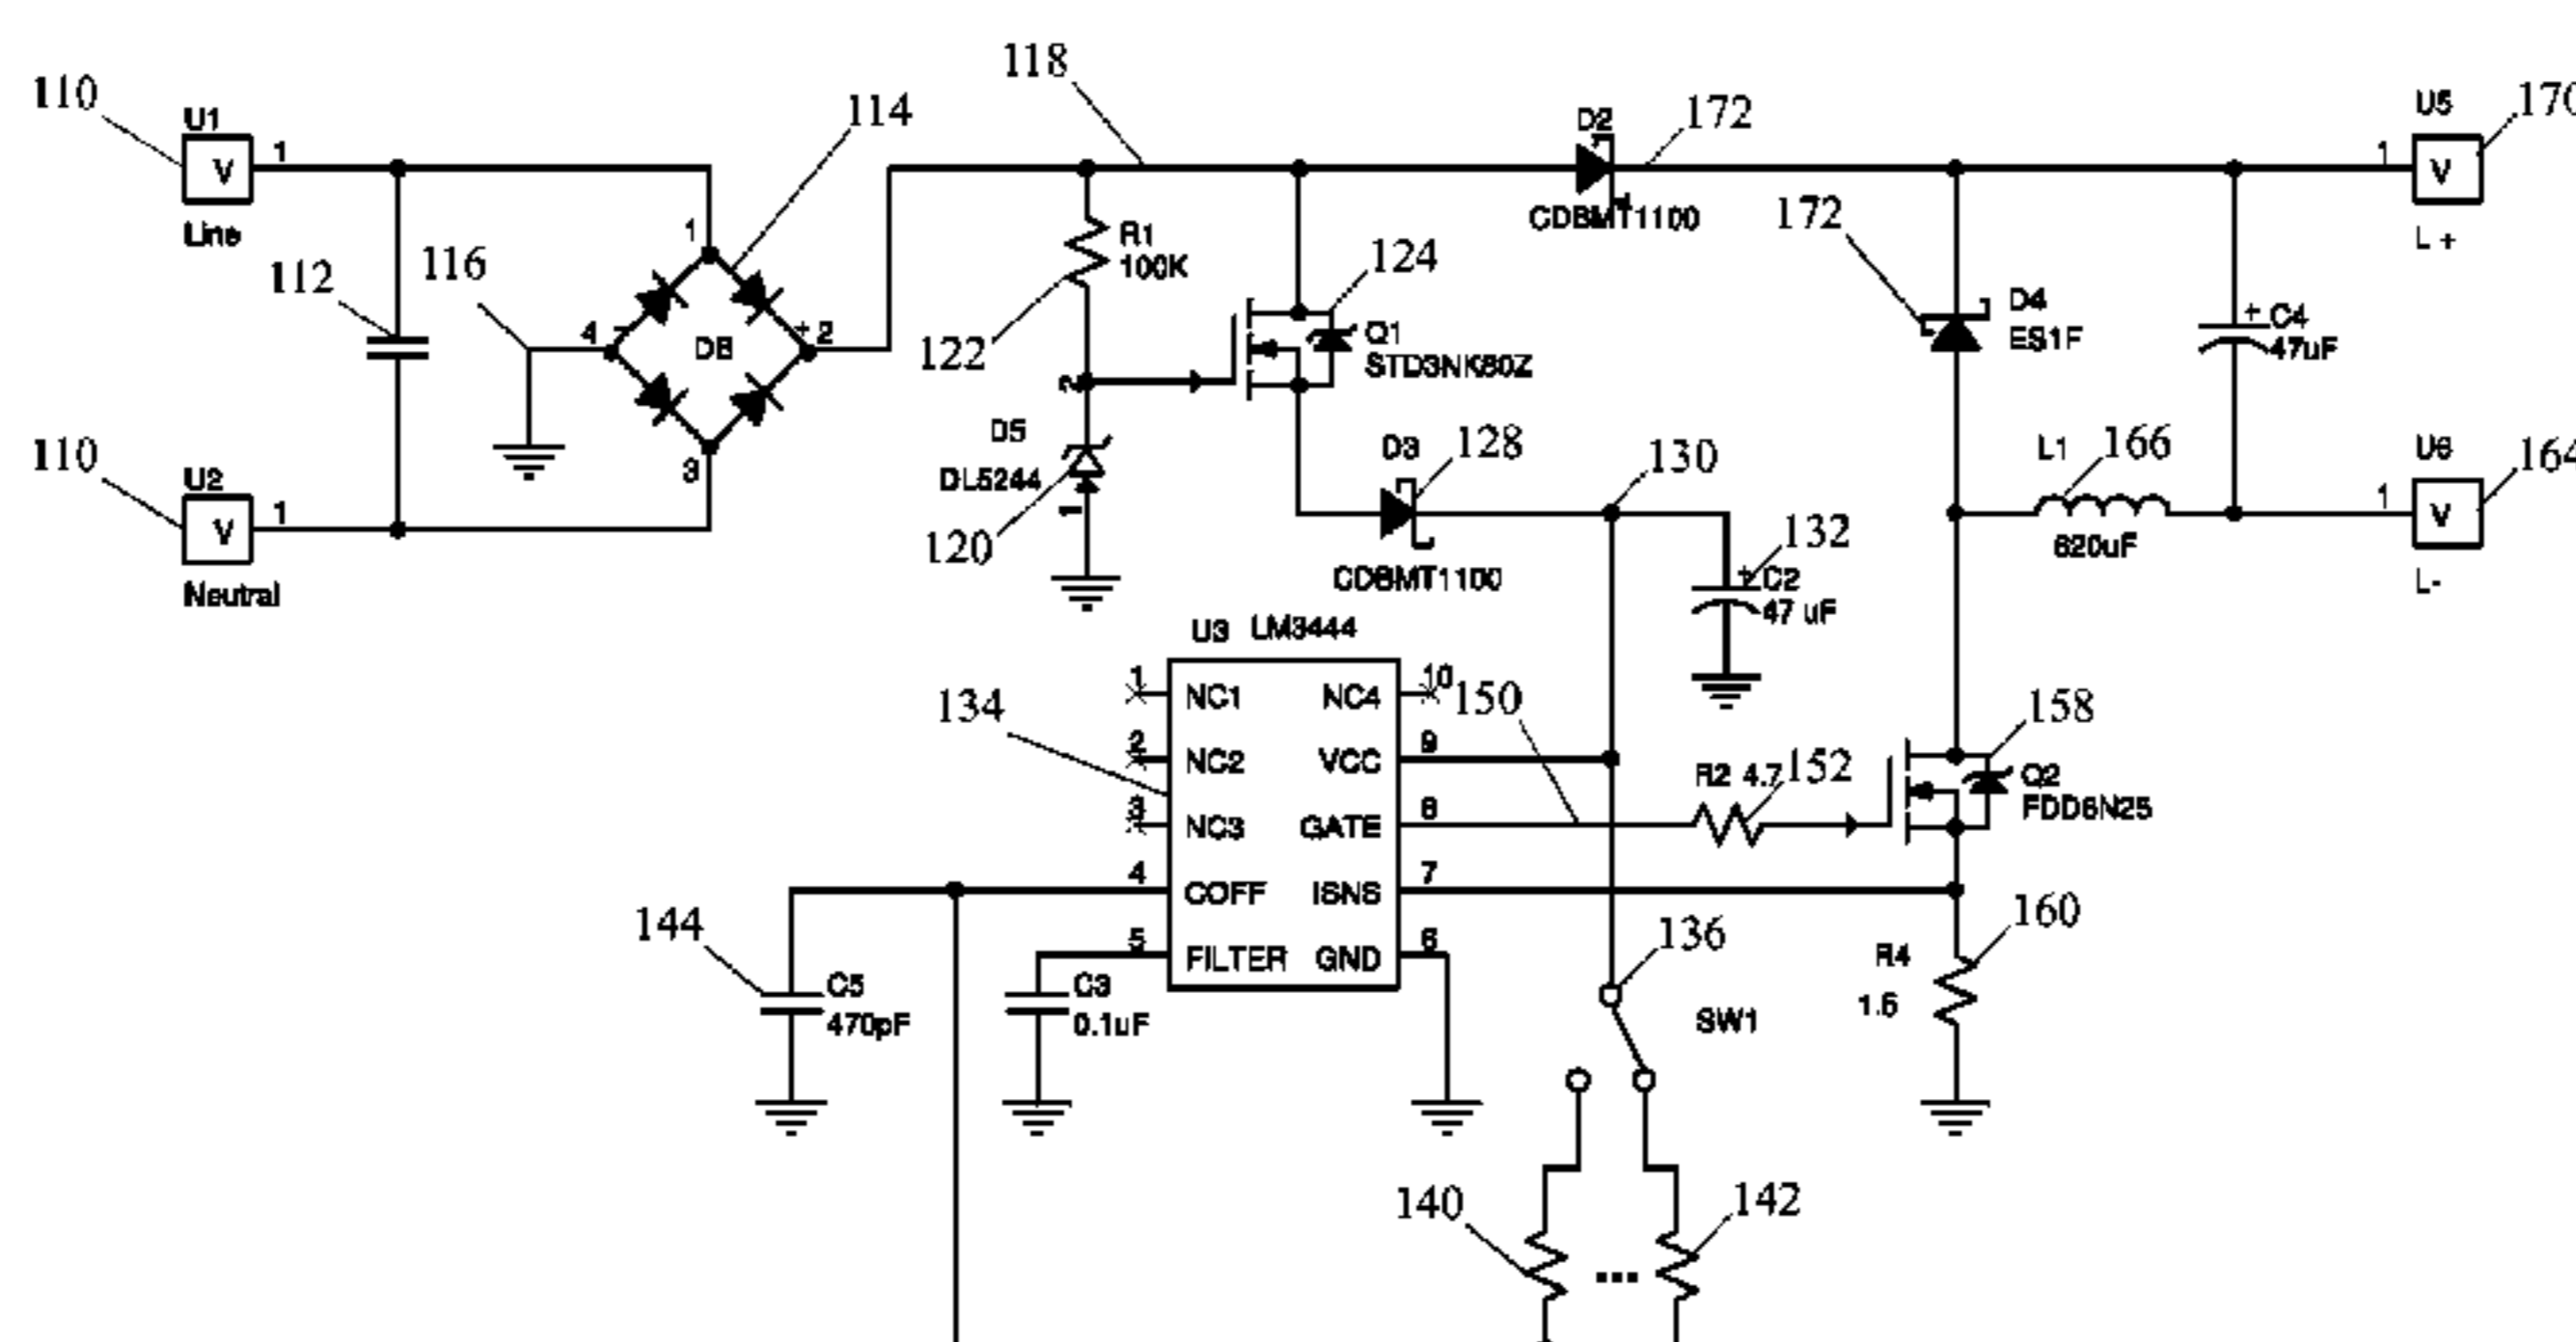 118
110
U1
V
1
Line
114
112
116
1
4
-
DB
+
2
3
110
U2
V
1
Neutral
D2
172
CDBMT1100
R1
100K
122
124
Q1
STD3NK80Z
2
D5
DL5244
1
120
D3
128
CDBMT1100
130
132
+
C2
47 uF
172
D4
ES1F
+
C4
47uF
U5
170
1
V
L +
L1
166
620uF
U6
164
1
V
L-
U3 LM3444
134
1 NC1 NC4 10
2 NC2 VCC 9
3 NC3 GATE 8
4 COFF ISNS 7
5 FILTER GND 6
150
R2 4.7
152
158
Q2
FDD6N25
144
C5
470pF
C3
0.1uF
136
SW1
160
R4
1.5
140
...
142